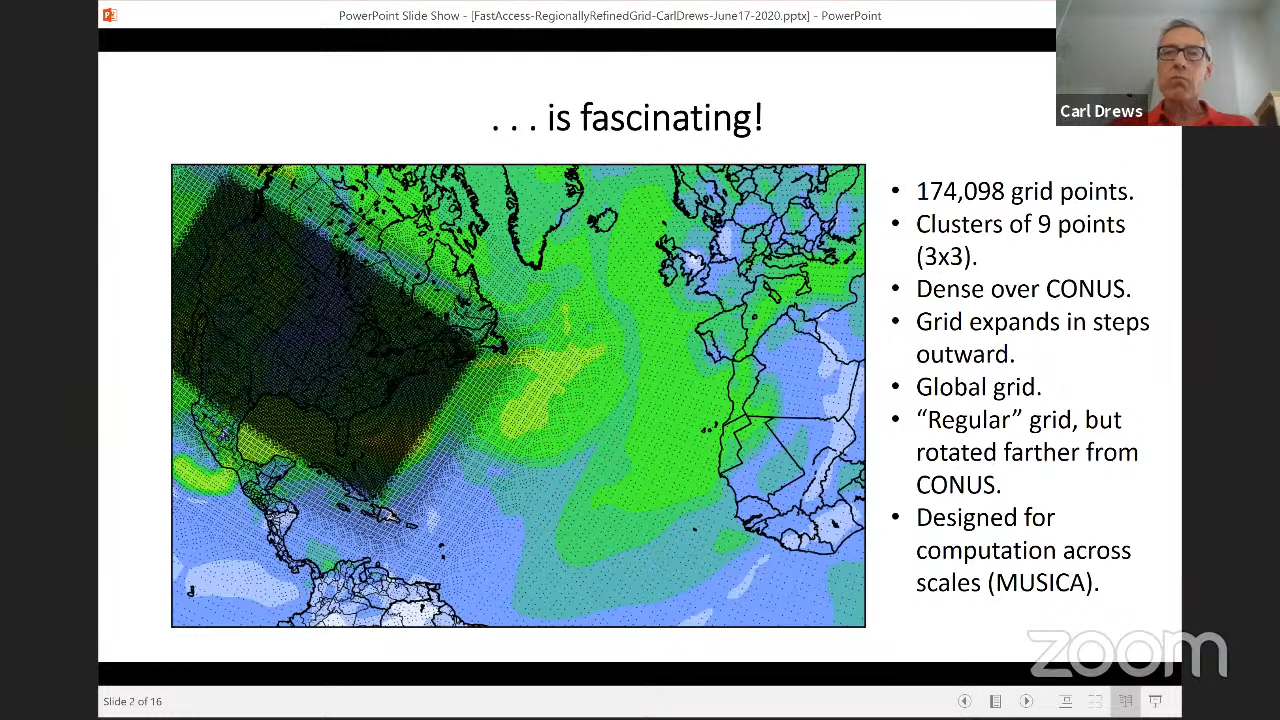 PowerPoint Slide Show - [FastAccess-RegionallyRefinedGrid-CarlDrews-June17-2020.pptx] - PowerPoint
Carl Drews
. . . is fascinating!
• 174,098 grid points.
• Clusters of 9 points
(3x3).
• Dense over CONUS.
• Grid expands in steps
outward.
• Global grid.
• “Regular” grid, but
rotated farther from
CONUS.
• Designed for
computation across
scales (MUSICA).
zoom
Slide 2 of 16